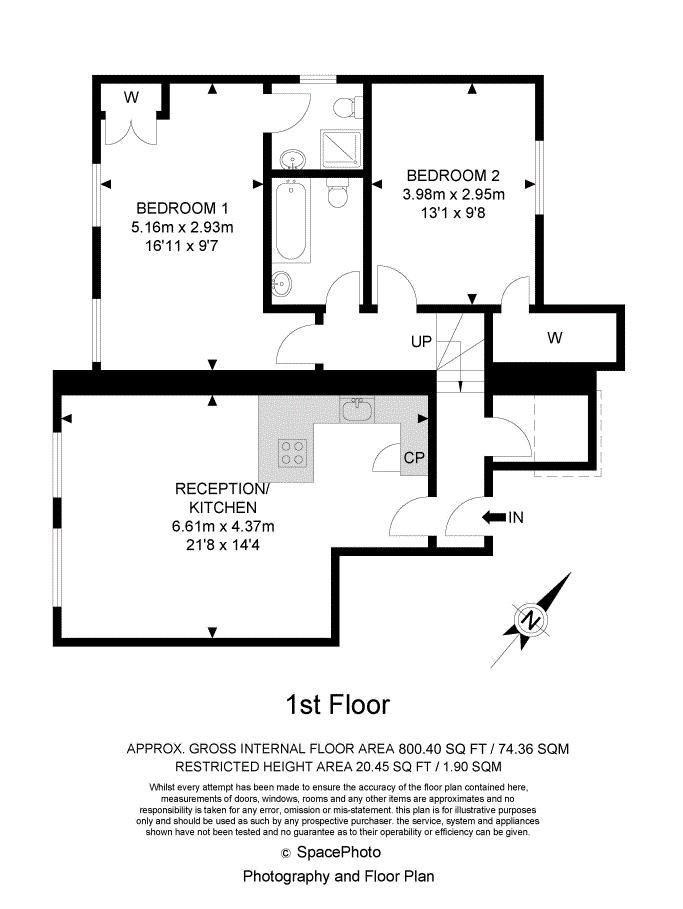 W
BEDROOM 1
5.16m x 2.93m
16'11 x 9'7
BEDROOM 2
3.98m x 2.95m
13'1 x 9'8
UP
W
CP
RECEPTION/
KITCHEN
6.61m x 4.37m
21'8 x 14'4
IN
N
1st Floor
APPROX. GROSS INTERNAL FLOOR AREA 800.40 SQ FT / 74.36 SQM
RESTRICTED HEIGHT AREA 20.45 SQ FT / 1.90 SQM
Whilst every attempt has been made to ensure the accuracy of the floor plan contained here,
measurements of doors, windows, rooms and any other items are approximates and no
responsibility is taken for any error, omission or mis-statement. this plan is for illustrative purposes
only and should be used as such by any prospective purchaser. the service, system and appliances
shown have not been tested and no guarantee as to their operability or efficiency can be given.
© SpacePhoto
Photography and Floor Plan